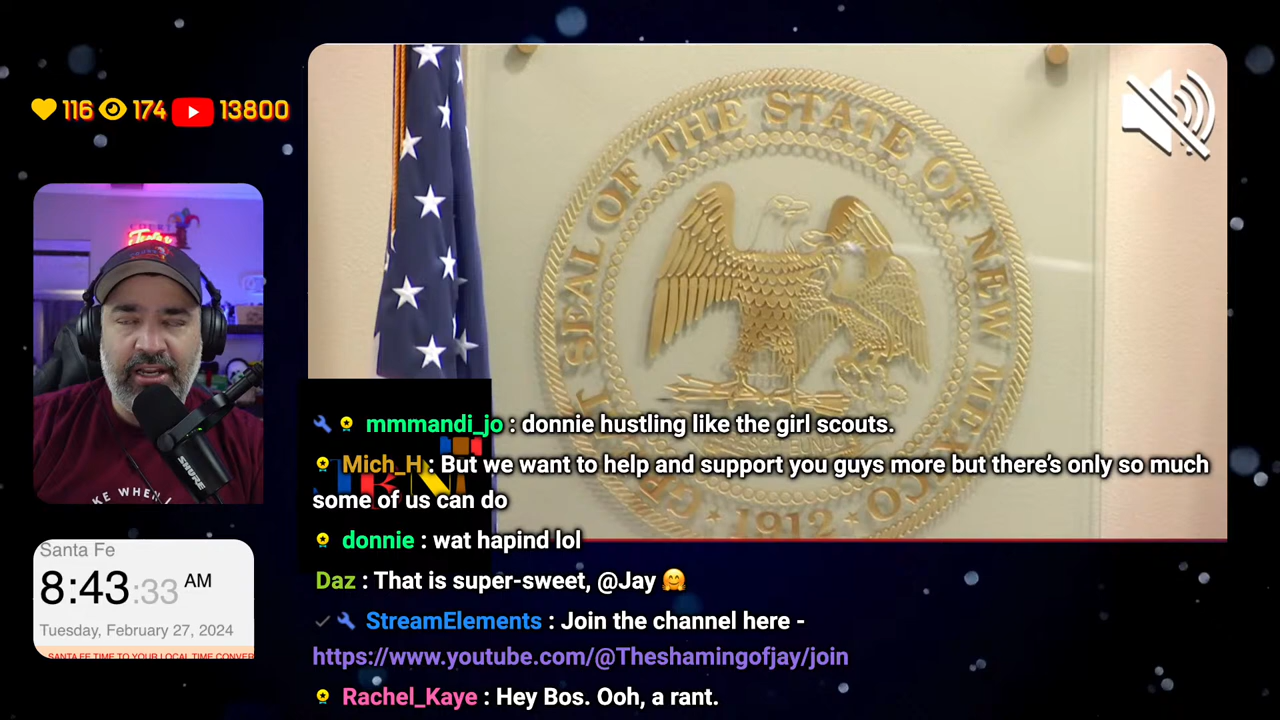 116 174 13800
GREAT SEAL OF THE STATE OF NEW MEXICO
1912
mmmandi_jo : donnie hustling like the girl scouts.
Mich_H : But we want to help and support you guys more but there's only so much
some of us can do
donnie : wat hapind lol
Daz : That is super-sweet, @Jay 🤗
StreamElements : Join the channel here -
https://www.youtube.com/@Theshamingofjay/join
Rachel_Kaye : Hey Bos. Ooh, a rant.
SHURE
KE WHEN
Santa Fe
8:43:33 AM
Tuesday, February 27, 2024
SANTA FE TIME TO YOUR LOCAL TIME CONVER